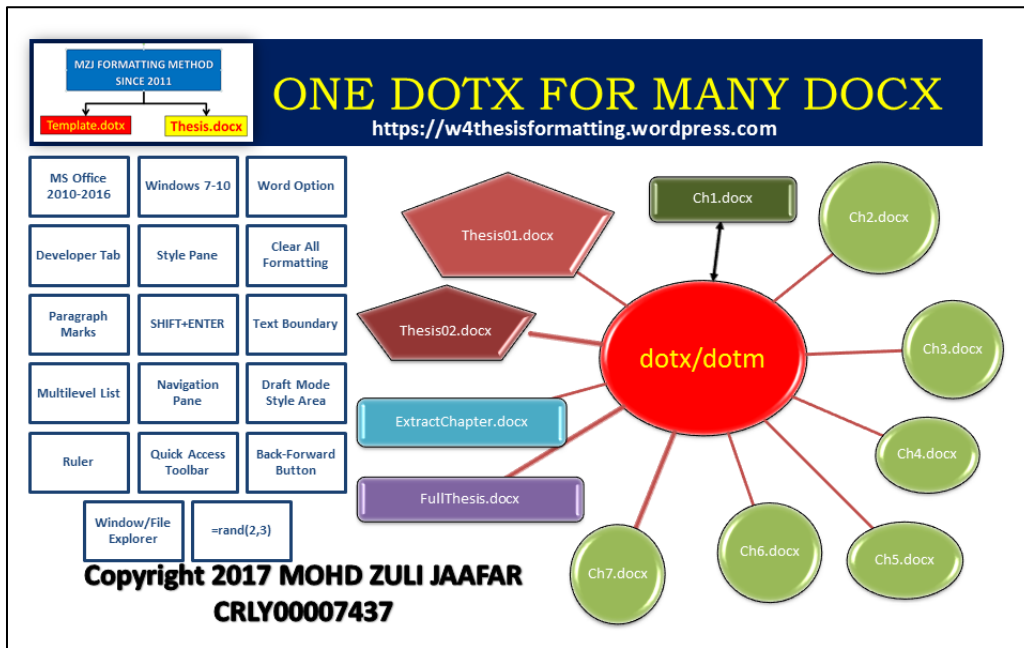 MZJ FORMATTING METHOD
SINCE 2011
Template.dotx
Thesis.docx
ONE DOTX FOR MANY DOCX
https://w4thesisformatting.wordpress.com
MS Office
2010-2016
Windows 7-10
Word Option
Developer Tab
Style Pane
Clear All
Formatting
Paragraph
Marks
SHIFT+ENTER
Text Boundary
Multilevel List
Navigation
Pane
Draft Mode
Style Area
Ruler
Quick Access
Toolbar
Back-Forward
Button
Window/File
Explorer
=rand(2,3)
Copyright 2017 MOHD ZULI JAAFAR
CRLY00007437
Thesis01.docx
Thesis02.docx
ExtractChapter.docx
FullThesis.docx
dotx/dotm
Ch1.docx
Ch2.docx
Ch3.docx
Ch4.docx
Ch5.docx
Ch6.docx
Ch7.docx